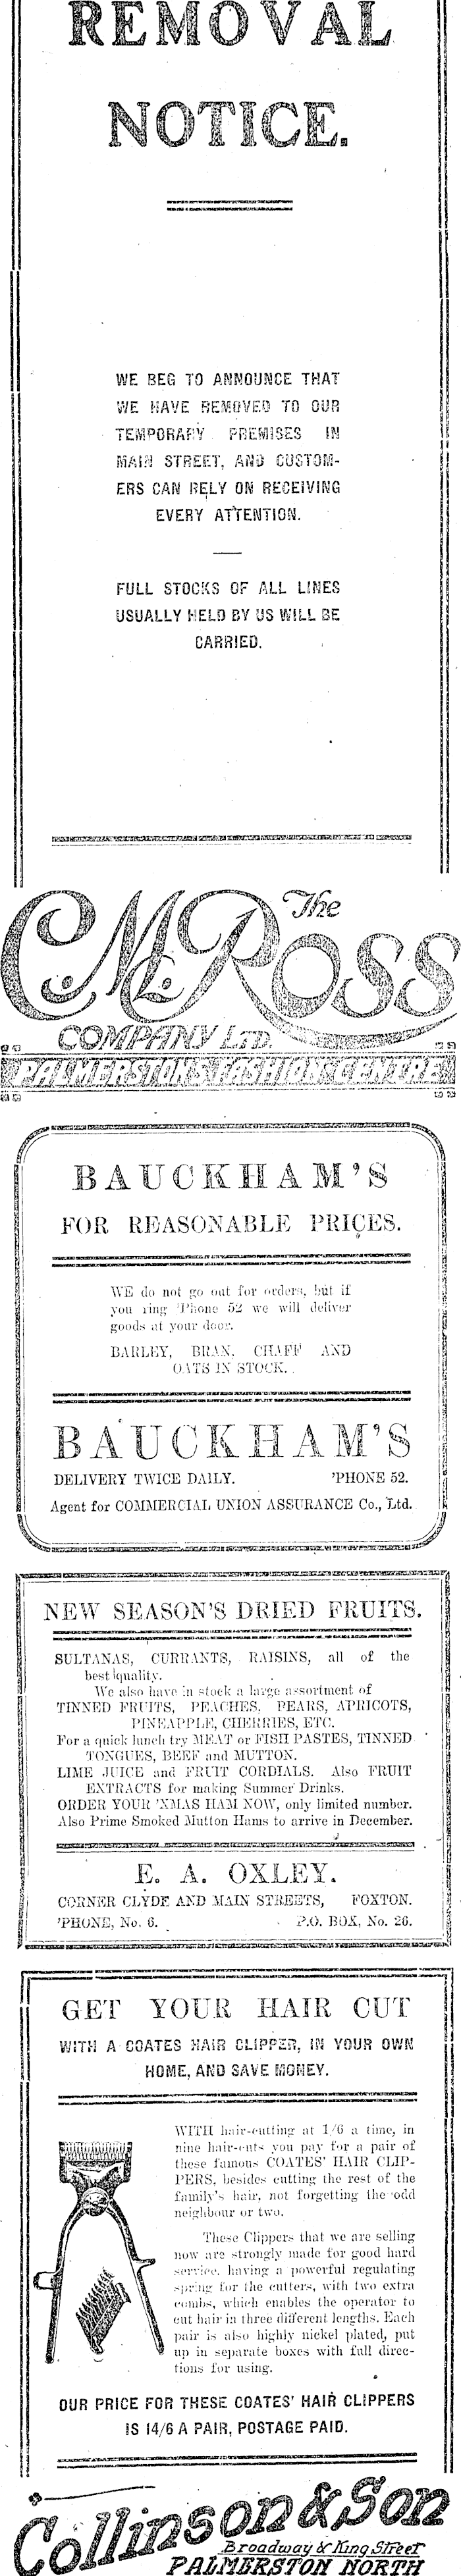 REMOVAL
NOTICE.
WE BEG TO ANNOUNCE THAT
WE HAVE REMOVED TO OUR
TEMPORARY PREMISES IN
MAIN STREET, AND CUSTOM-
ERS CAN RELY ON RECEIVING
EVERY ATTENTION.
FULL STOCKS OF ALL LINES
USUALLY HELD BY US WILL BE
CARRIED.
The
C M Ross
COMPANY LTD.
PALMERSTON'S FASHION CENTRE
BAUCKHAM'S
FOR REASONABLE PRICES.
WE do not go out for orders, but if
you ring 'Phone 52 we will deliver
goods at your door.
BARLEY, BRAN, CHAFF AND
OATS IN STOCK.
BAUCKHAM'S
DELIVERY TWICE DAILY. 'PHONE 52.
Agent for COMMERCIAL UNION ASSURANCE Co., Ltd.
NEW SEASON'S DRIED FRUITS.
SULTANAS, CURRANTS, RAISINS, all of the
best quality.
We also have in stock a large assortment of
TINNED FRUITS, PEACHES, PEARS, APRICOTS,
PINEAPPLE, CHERRIES, ETC.
For a quick lunch try MEAT or FISH PASTES, TINNED
TONGUES, BEEF and MUTTON.
LIME JUICE and FRUIT CORDIALS. Also FRUIT
EXTRACTS for making Summer Drinks.
ORDER YOUR 'XMAS HAM NOW, only limited number.
Also Prime Smoked Mutton Hams to arrive in December.
E. A. OXLEY.
CORNER CLYDE AND MAIN STREETS, FOXTON.
'PHONE, No. 6. P.O. BOX, No. 26.
GET YOUR HAIR CUT
WITH A COATES HAIR CLIPPER, IN YOUR OWN
HOME, AND SAVE MONEY.
WITH hair-cutting at 1/6 a time, in
nine hair-cuts you pay for a pair of
these famous COATES' HAIR CLIP-
PERS, besides cutting the rest of the
family's hair, not forgetting the odd
neighbour or two.
These Clippers that we are selling
now are strongly made for good hard
service, having a powerful regulating
spring for the cutters, with two extra
combs, which enables the operator to
cut hair in three different lengths. Each
pair is also highly nickel plated, put
up in separate boxes with full direc-
tions for using.
OUR PRICE FOR THESE COATES' HAIR CLIPPERS
IS 14/6 A PAIR, POSTAGE PAID.
Collinson & Son
Broadway & King Street
PALMERSTON NORTH